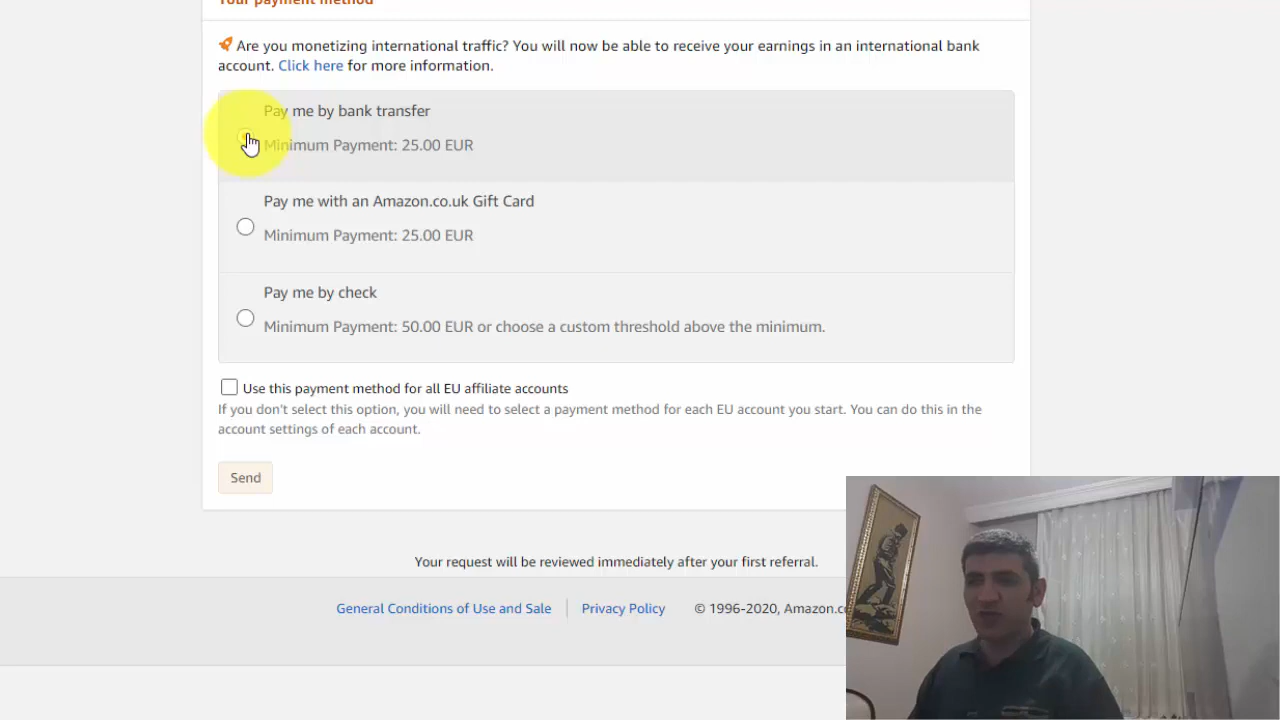 Your payment method
Are you monetizing international traffic? You will now be able to receive your earnings in an international bank
account. Click here for more information.
Pay me by bank transfer
Minimum Payment: 25.00 EUR
Pay me with an Amazon.co.uk Gift Card
Minimum Payment: 25.00 EUR
Pay me by check
Minimum Payment: 50.00 EUR or choose a custom threshold above the minimum.
Use this payment method for all EU affiliate accounts
If you don't select this option, you will need to select a payment method for each EU account you start. You can do this in the
account settings of each account.
Send
Your request will be reviewed immediately after your first referral.
General Conditions of Use and Sale Privacy Policy © 1996-2020, Amazon.co